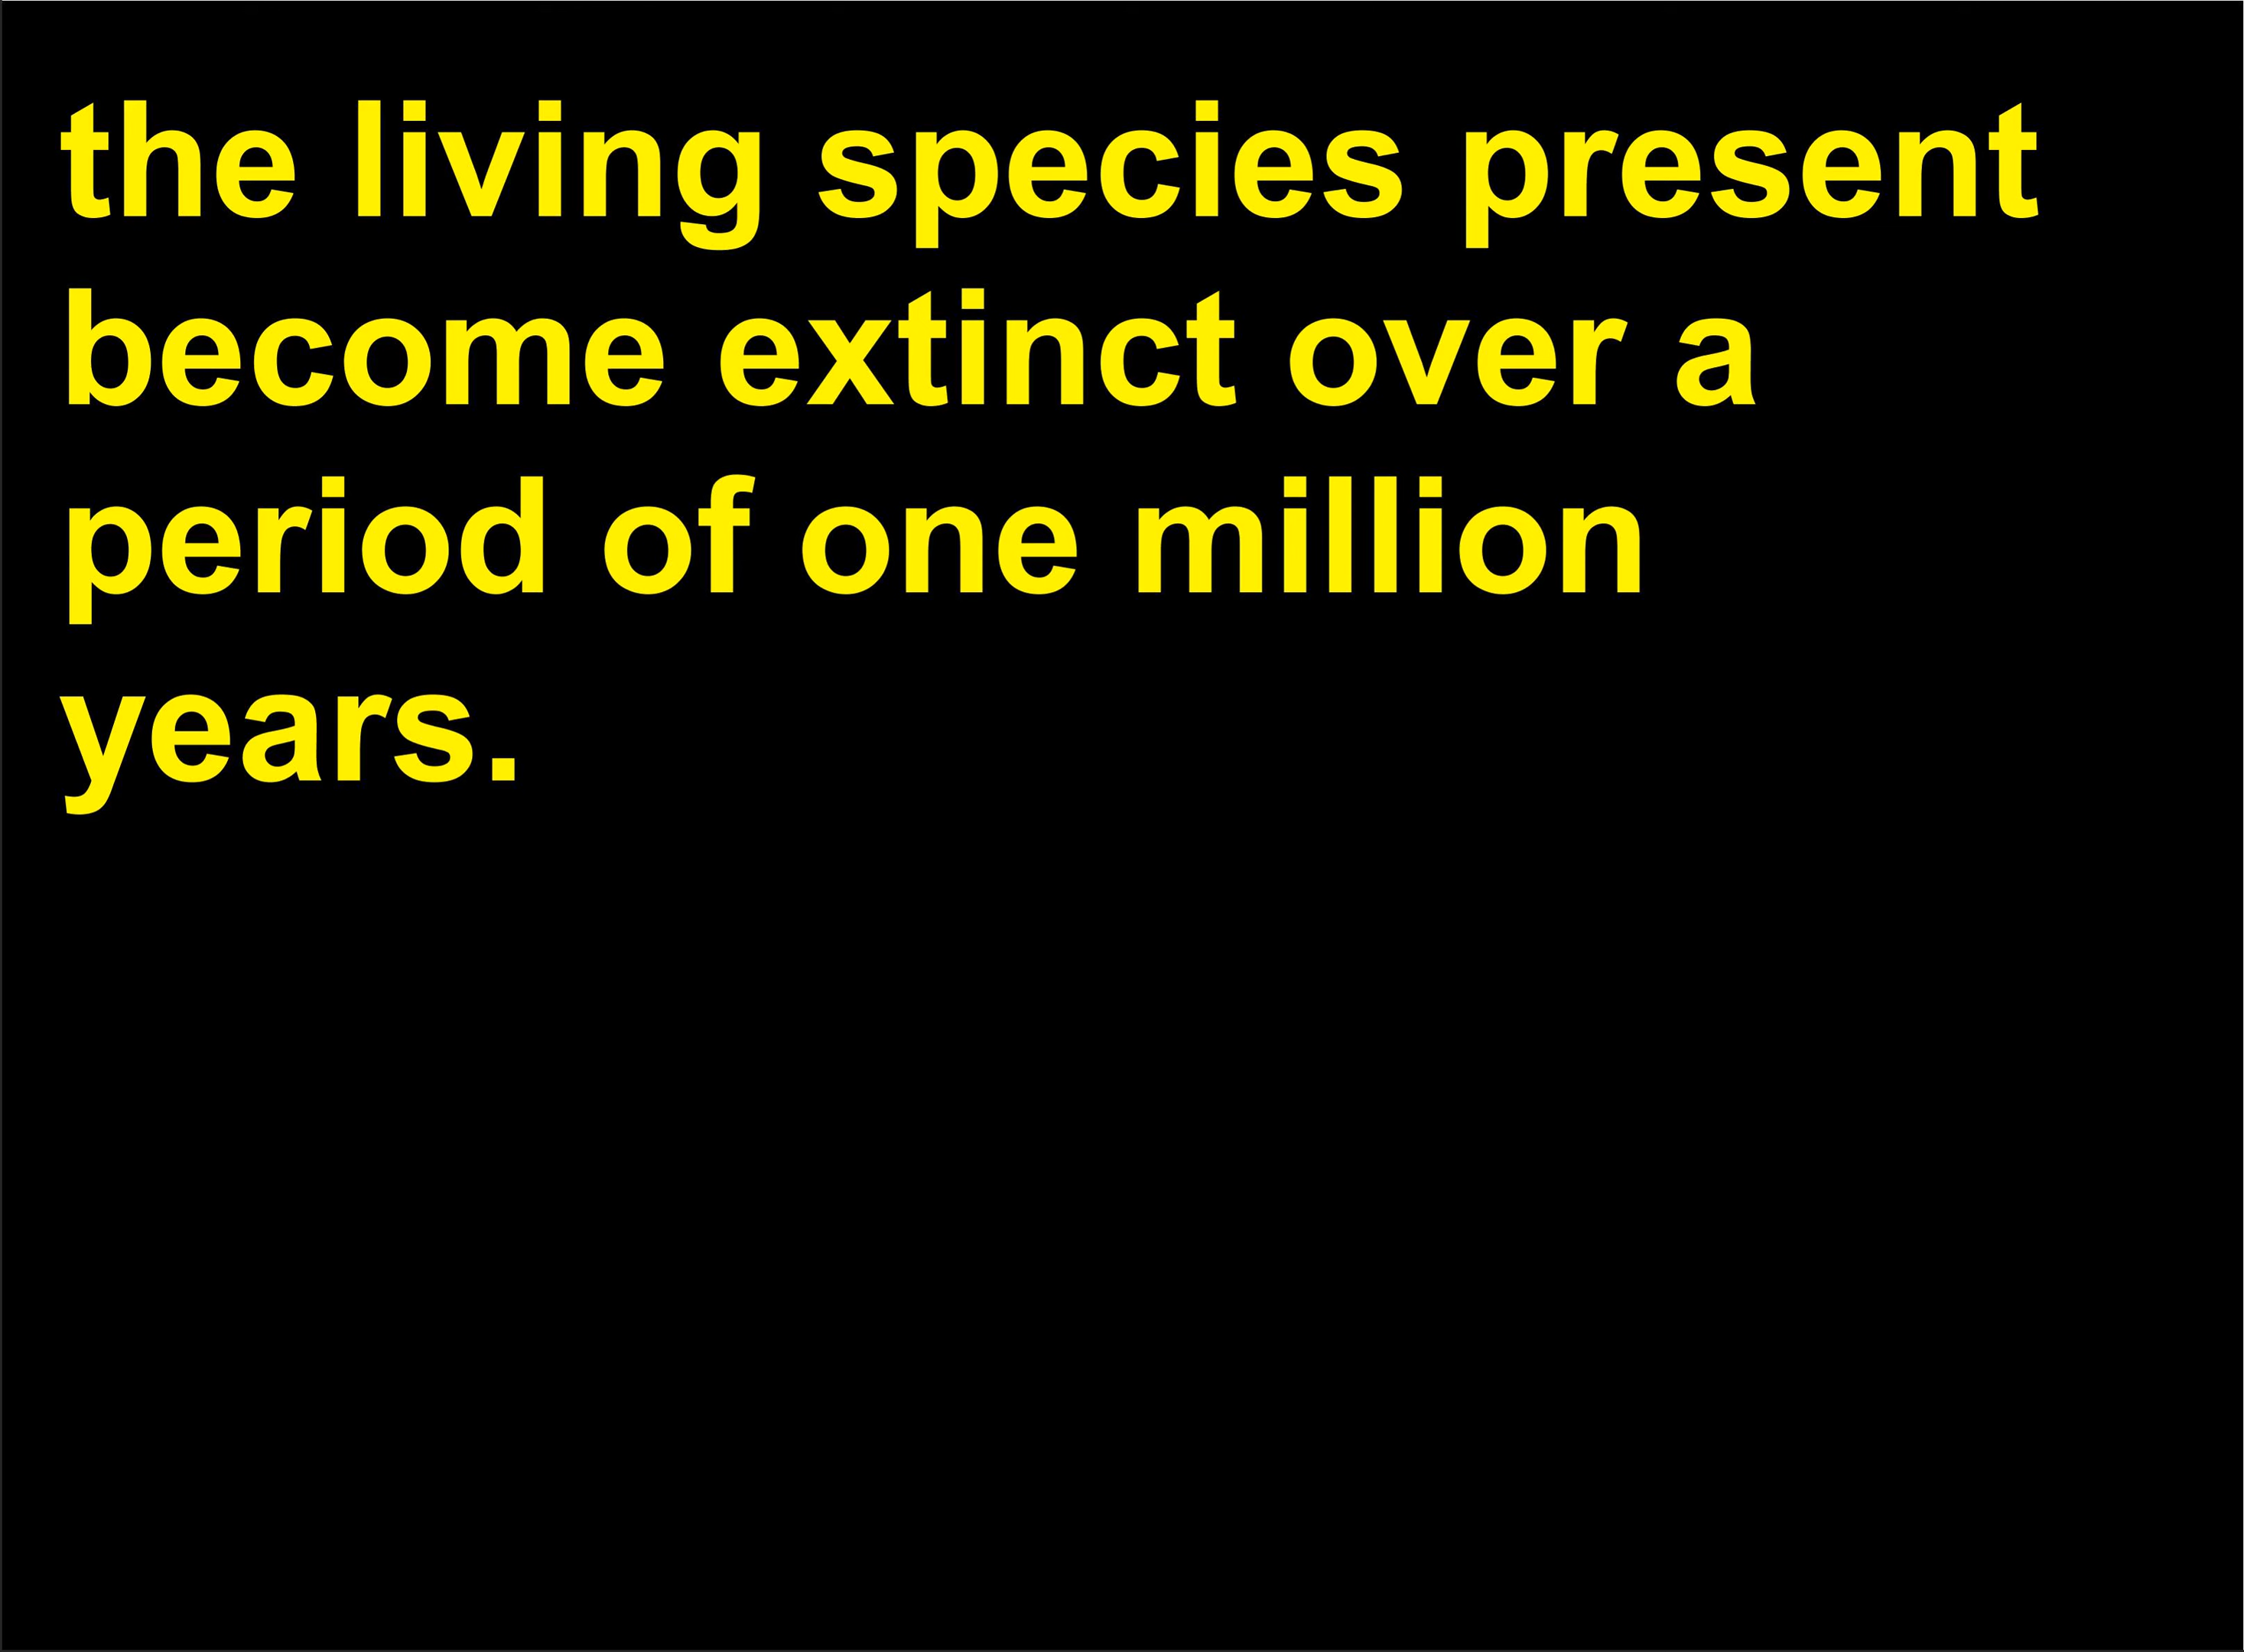 the living species present
become extinct over a
period of one million
years.